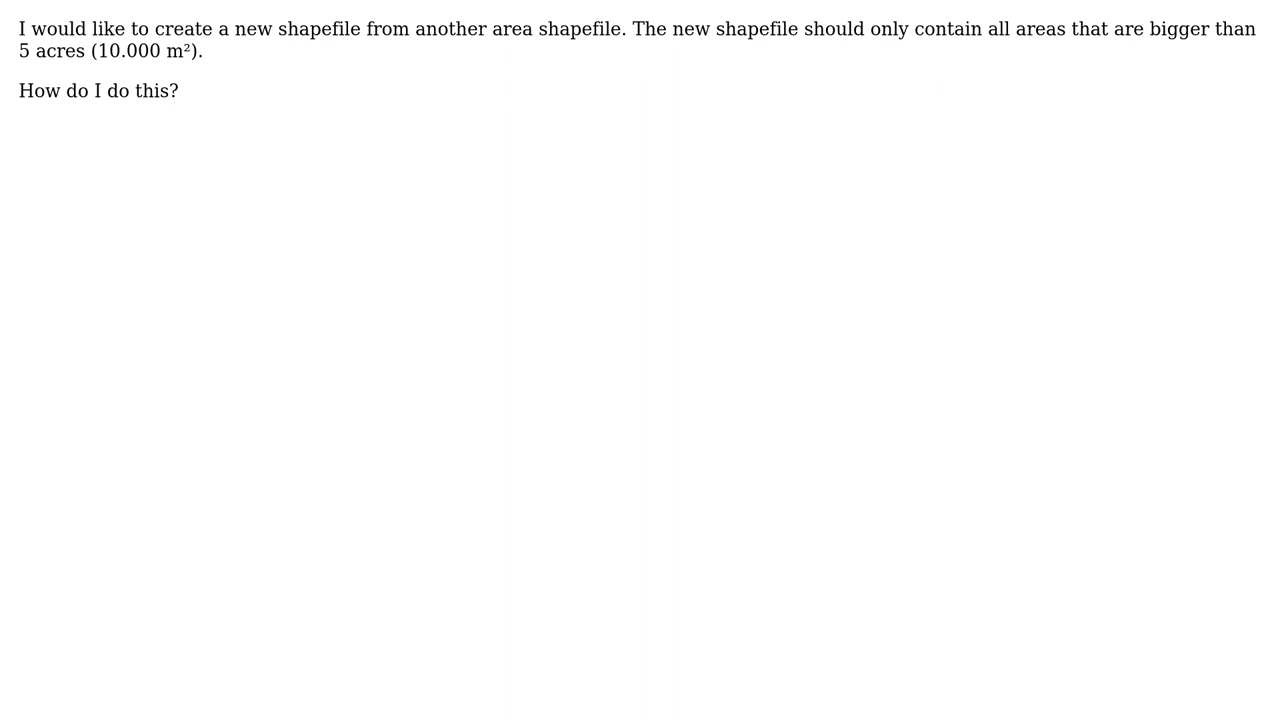 I would like to create a new shapefile from another area shapefile. The new shapefile should only contain all areas that are bigger than
5 acres (10.000 m²).
How do I do this?